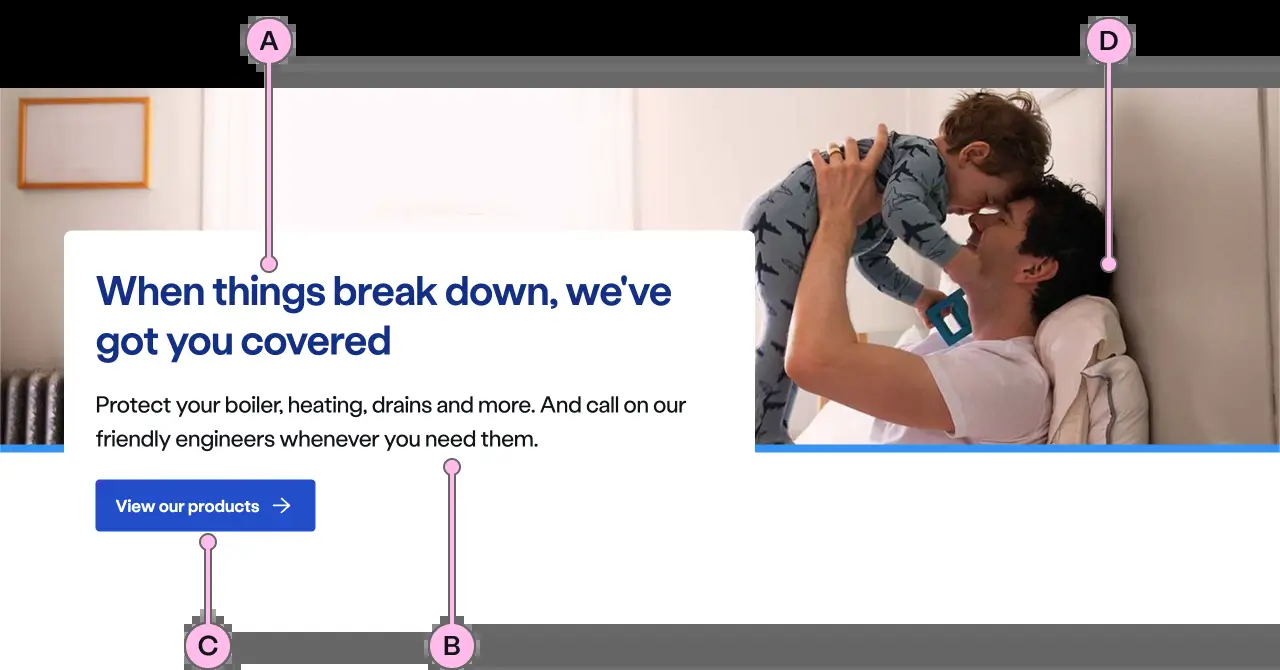 A
D
When things break down, we've
got you covered
Protect your boiler, heating, drains and more. And call on our
friendly engineers whenever you need them.
View our products
C
B